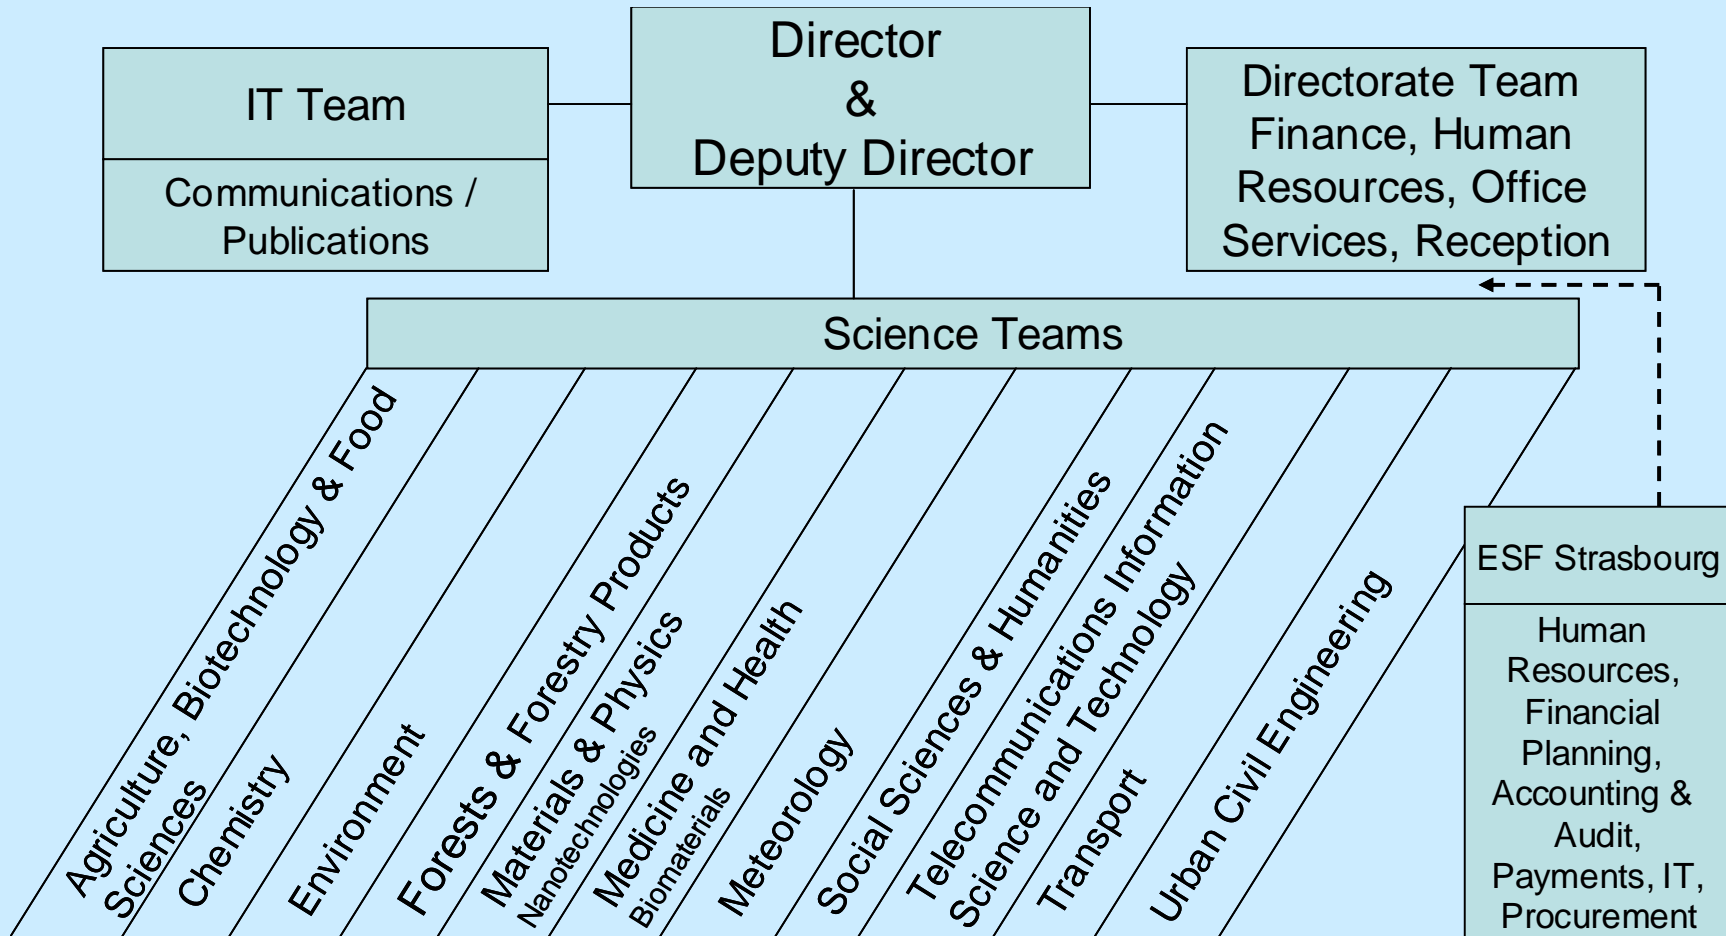 IT Team
Communications /
Publications
Director
&
Deputy Director
Directorate Team
Finance, Human
Resources, Office
Services, Reception
Science Teams
Agriculture, Biotechnology & Food
Sciences
Chemistry
Environment
Forests & Forestry Products
Materials & Physics
Nanotechnologies
Medicine and Health
Biomaterials
Meteorology
Social Sciences & Humanities
Telecommunications Information
Science and Technology
Transport
Urban Civil Engineering
ESF Strasbourg
Human
Resources,
Financial
Planning,
Accounting &
Audit,
Payments, IT,
Procurement